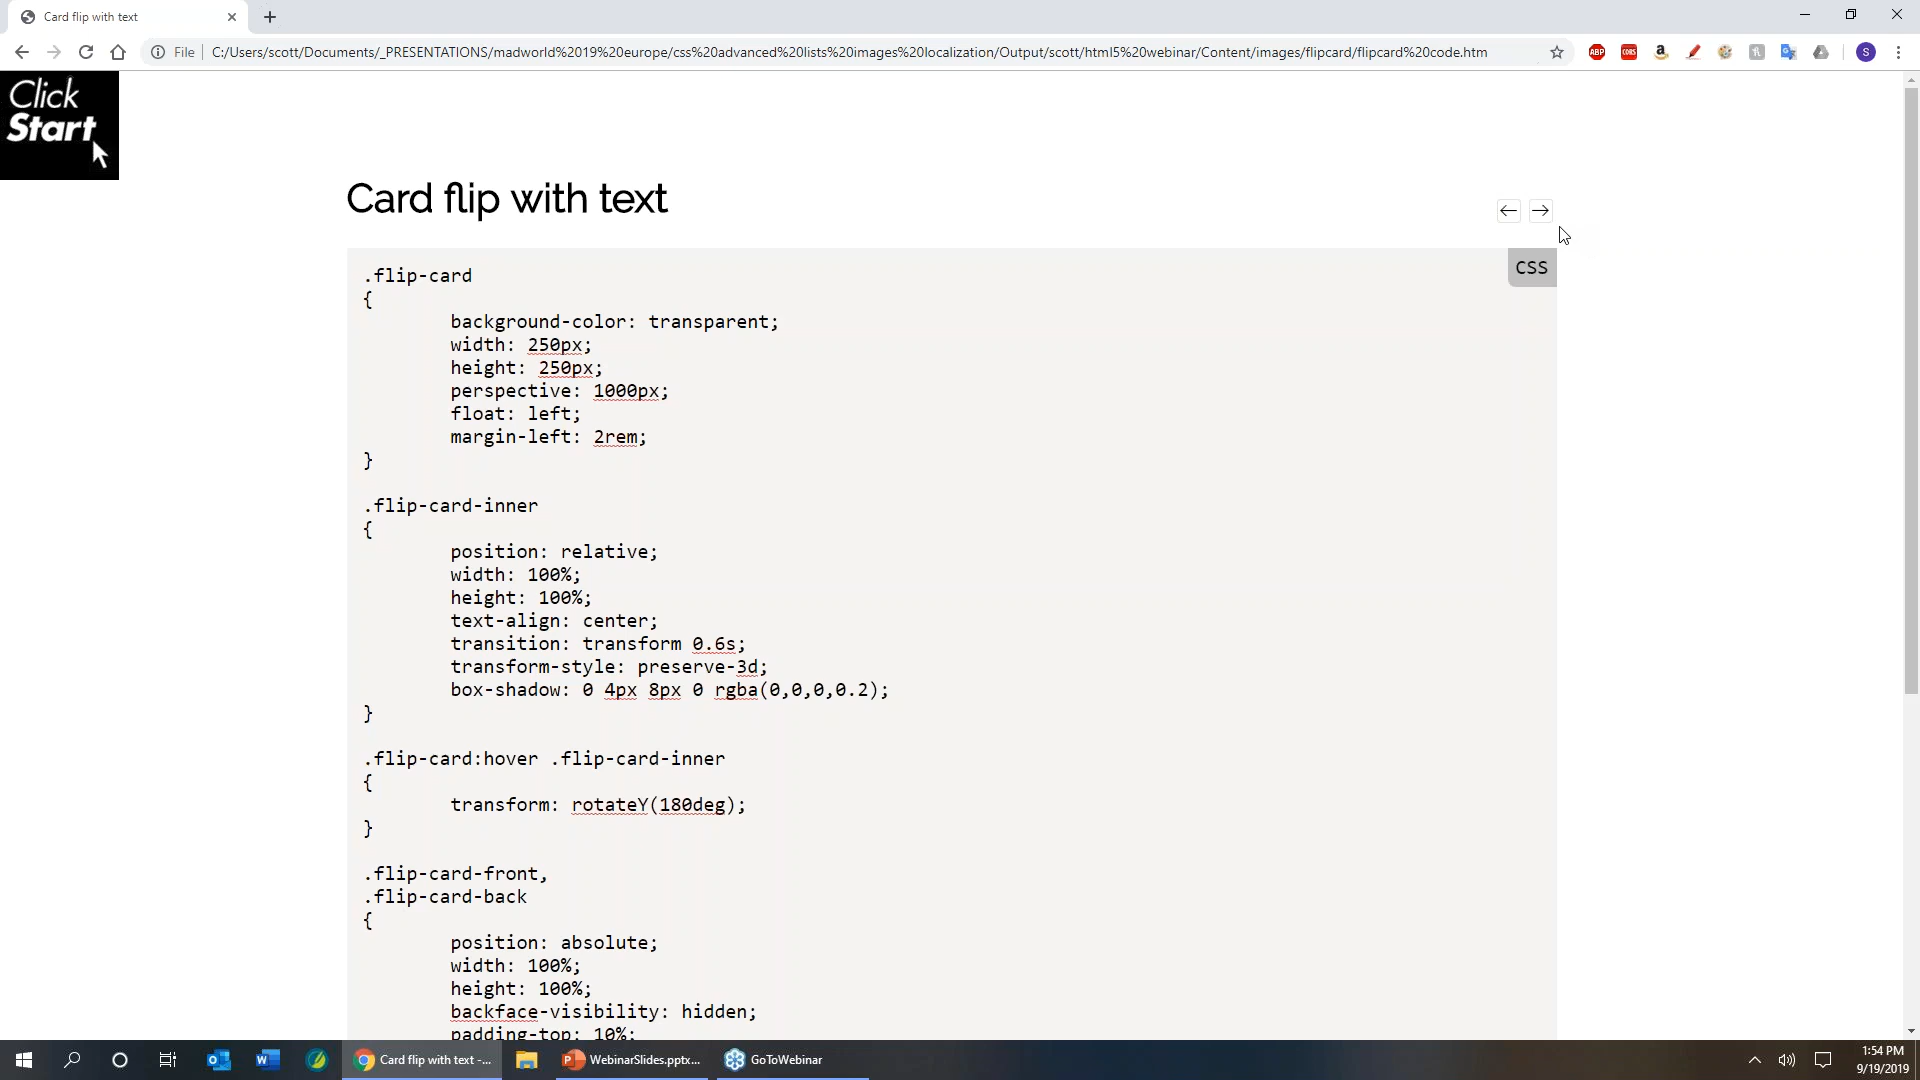 Card flip with text
File
C:/Users/scott/Documents/_PRESENTATIONS/madworld%2019%20europe/css%20advanced%20lists%20images%20localization/Output/scott/html5%20webinar/Content/images/flipcard/flipcard%20code.htm
ABP
CORS
S
Click
Start
Card flip with text
CSS
.flip-card
{
background-color: transparent;
width: 250px;
height: 250px;
perspective: 1000px;
float: left;
margin-left: 2rem;
}
.flip-card-inner
{
position: relative;
width: 100%;
height: 100%;
text-align: center;
transition: transform 0.6s;
transform-style: preserve-3d;
box-shadow: 0 4px 8px 0 rgba(0,0,0,0.2);
}
.flip-card:hover .flip-card-inner
{
transform: rotateY(180deg);
}
.flip-card-front,
.flip-card-back
{
position: absolute;
width: 100%;
height: 100%;
backface-visibility: hidden;
padding-top: 10%;
Card flip with text -...
WebinarSlides.pptx...
GoToWebinar
1:54 PM
9/19/2019